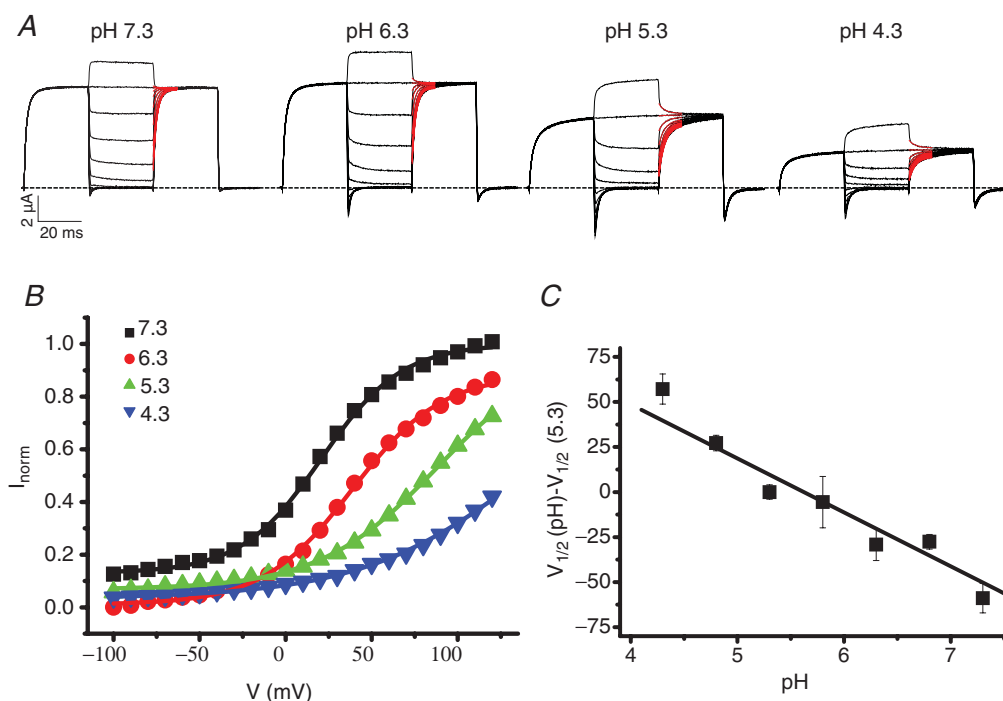 A
pH 7.3 pH 6.3 pH 5.3 pH 4.3
2 µA
20 ms
B
7.3
6.3
5.3
4.3
1.0
0.8
0.6
0.4
0.2
0.0
I_norm
−100 −50 0 50 100
V (mV)
C
75
50
25
0
−25
−50
−75
V_1/2 (pH)-V_1/2 (5.3)
4 5 6 7
pH